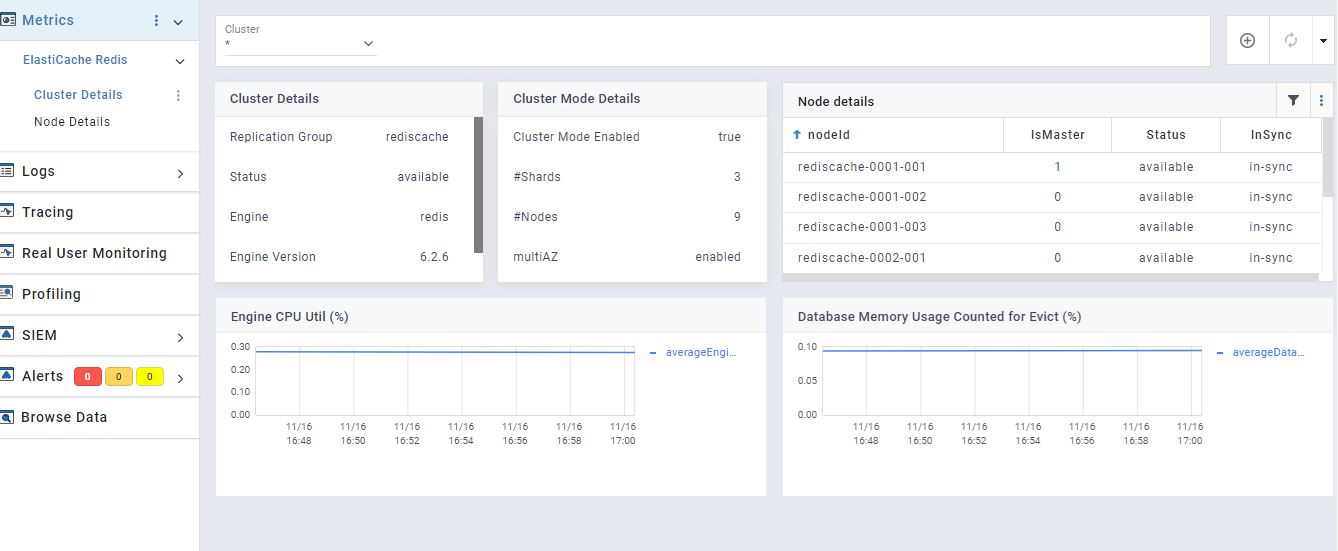 Metrics
ElastiCache Redis
Cluster Details
Node Details
Logs
Tracing
Real User Monitoring
Profiling
SIEM
Alerts 0 0 0
Browse Data
Cluster
*
Cluster Details
Replication Group rediscache
Status available
Engine redis
Engine Version 6.2.6
Cluster Mode Details
Cluster Mode Enabled true
#Shards 3
#Nodes 9
multiAZ enabled
Node details
nodeId IsMaster Status InSync
rediscache-0001-001 1 available in-sync
rediscache-0001-002 0 available in-sync
rediscache-0001-003 0 available in-sync
rediscache-0002-001 0 available in-sync
Engine CPU Util (%)
0.30
0.20
0.10
0.00
11/16 11/16 11/16 11/16 11/16 11/16 11/16
16:48 16:50 16:52 16:54 16:56 16:58 17:00
averageEngi...
Database Memory Usage Counted for Evict (%)
0.10
0.05
0.00
11/16 11/16 11/16 11/16 11/16 11/16 11/16
16:48 16:50 16:52 16:54 16:56 16:58 17:00
averageData...